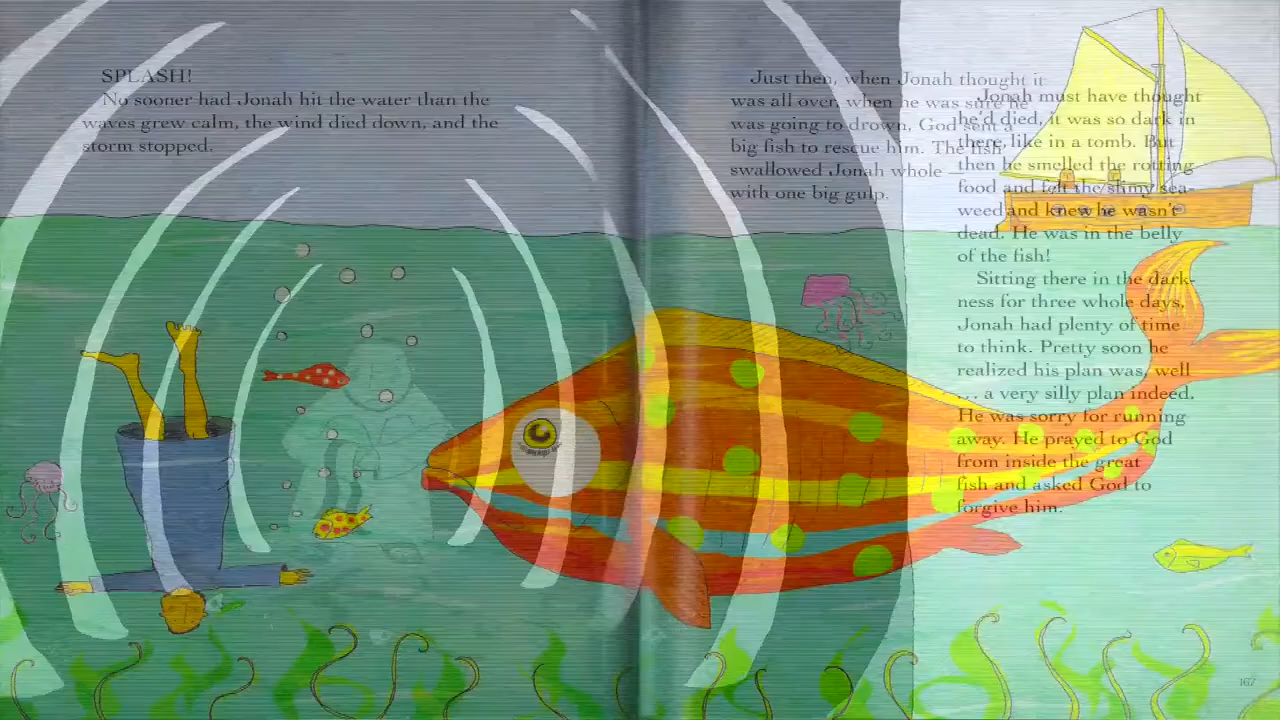 SPLASH!
No sooner had Jonah hit the water than the
waves grew calm, the wind died down, and the
storm stopped.
Just then, when Jonah thought it
was all over, when he was sure he
was going to drown, God sent a
big fish to rescue him. The fish
swallowed Jonah whole —
with one big gulp.
Jonah must have thought
he'd died, it was so dark in
there, like in a tomb. But
then he smelled the rotting
food and felt the slimy sea-
weed and knew he wasn't
dead. He was in the belly
of the fish!
Sitting there in the dark-
ness for three whole days,
Jonah had plenty of time
to think. Pretty soon he
realized his plan was, well
. . . a very silly plan indeed.
He was sorry for running
away. He prayed to God
from inside the great
fish and asked God to
forgive him.
167